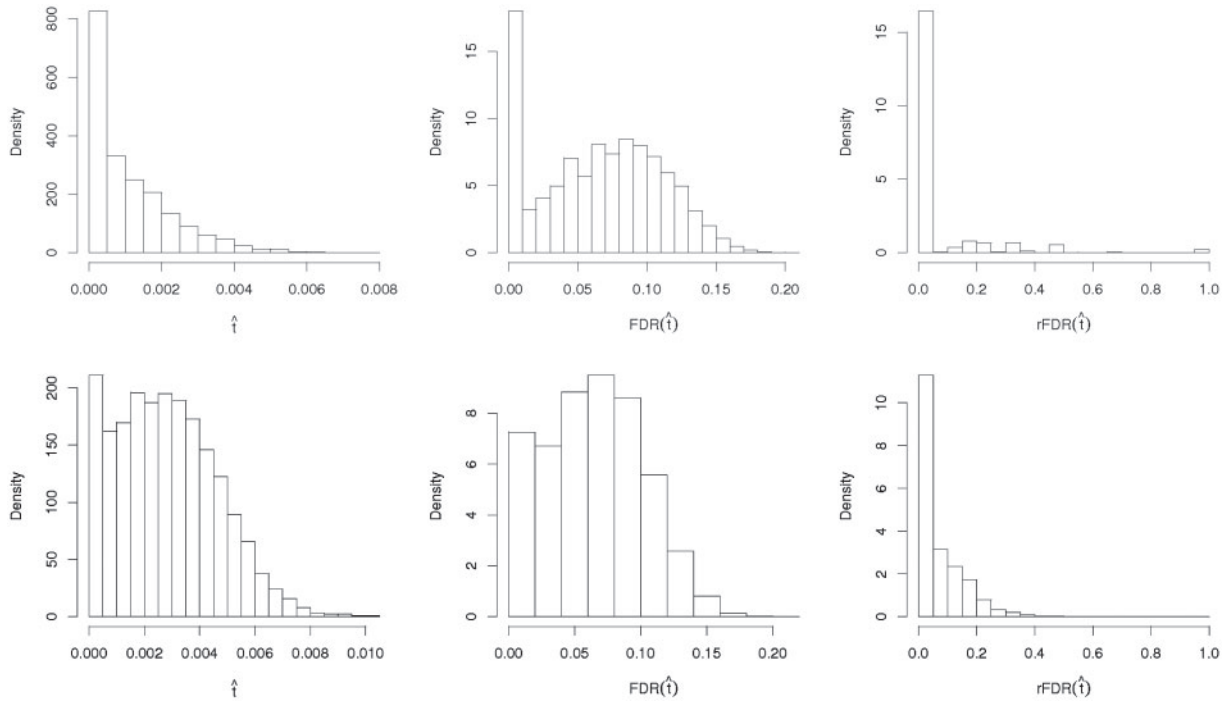 Density
0 200 400 600 800
0.000 0.002 0.004 0.006 0.008
t̂
Density
0 5 10 15
0.00 0.05 0.10 0.15 0.20
FDR(t̂)
Density
0 5 10 15
0.0 0.2 0.4 0.6 0.8 1.0
rFDR(t̂)
Density
0 50 100 150 200
0.000 0.002 0.004 0.006 0.008 0.010
t̂
Density
0 2 4 6 8
0.00 0.05 0.10 0.15 0.20
FDR(t̂)
Density
0 2 4 6 8 10
0.0 0.2 0.4 0.6 0.8 1.0
rFDR(t̂)